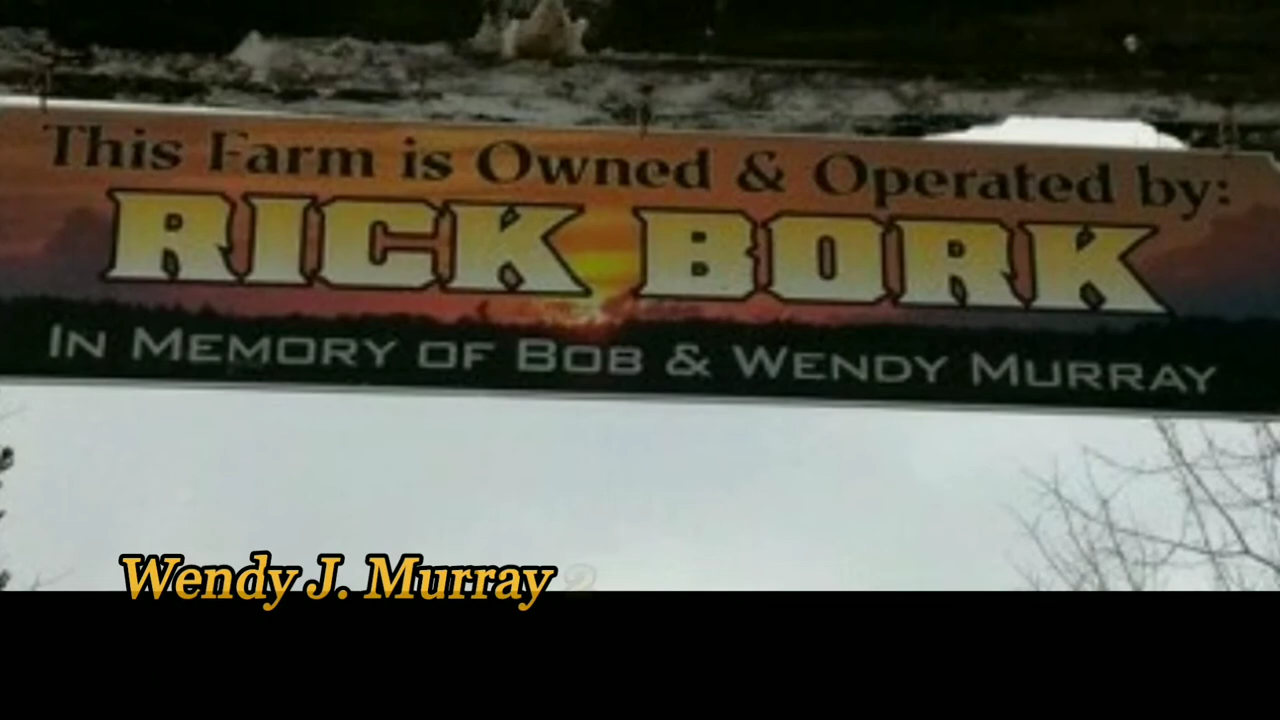 This Farm is Owned & Operated by:
RICK BORK
IN MEMORY OF BOB & WENDY MURRAY
Wendy J. Murray